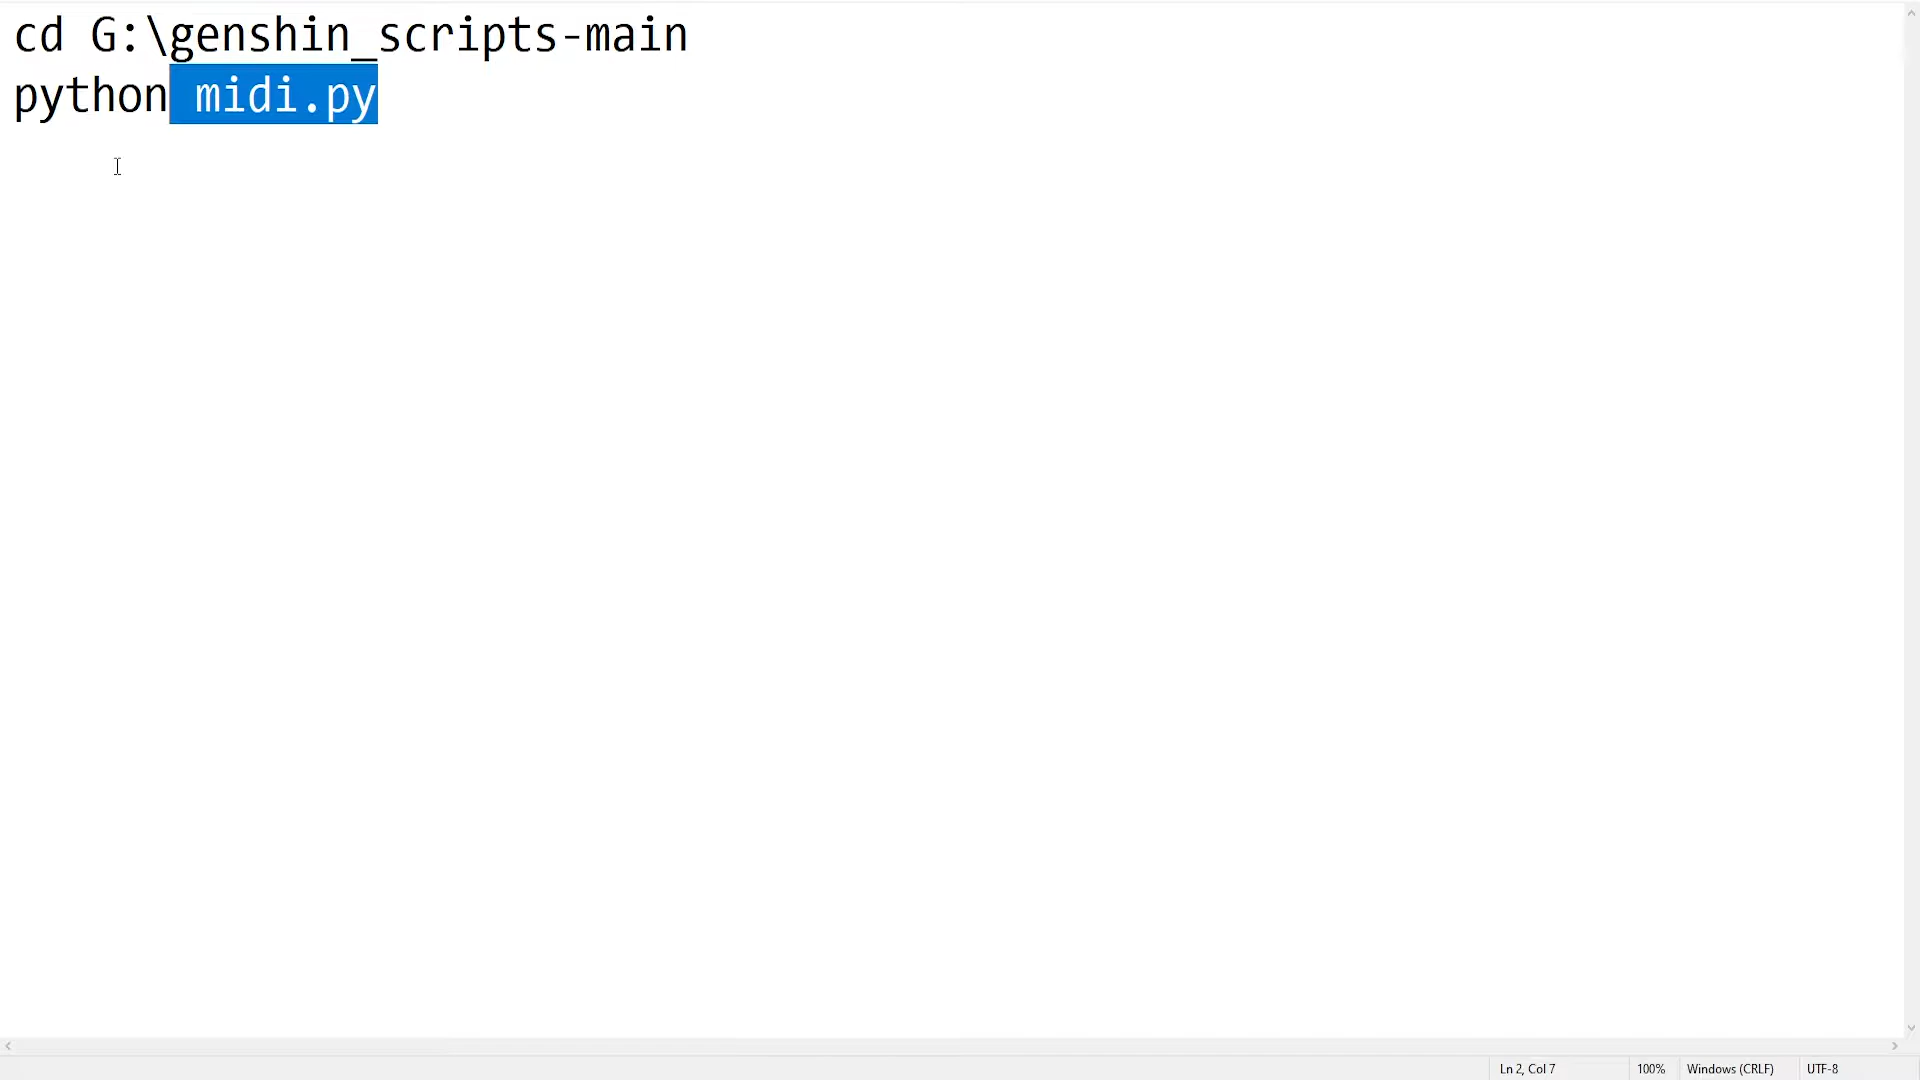 cd G:\genshin_scripts-main
python midi.py
Ln 2, Col 7 100% Windows (CRLF) UTF-8